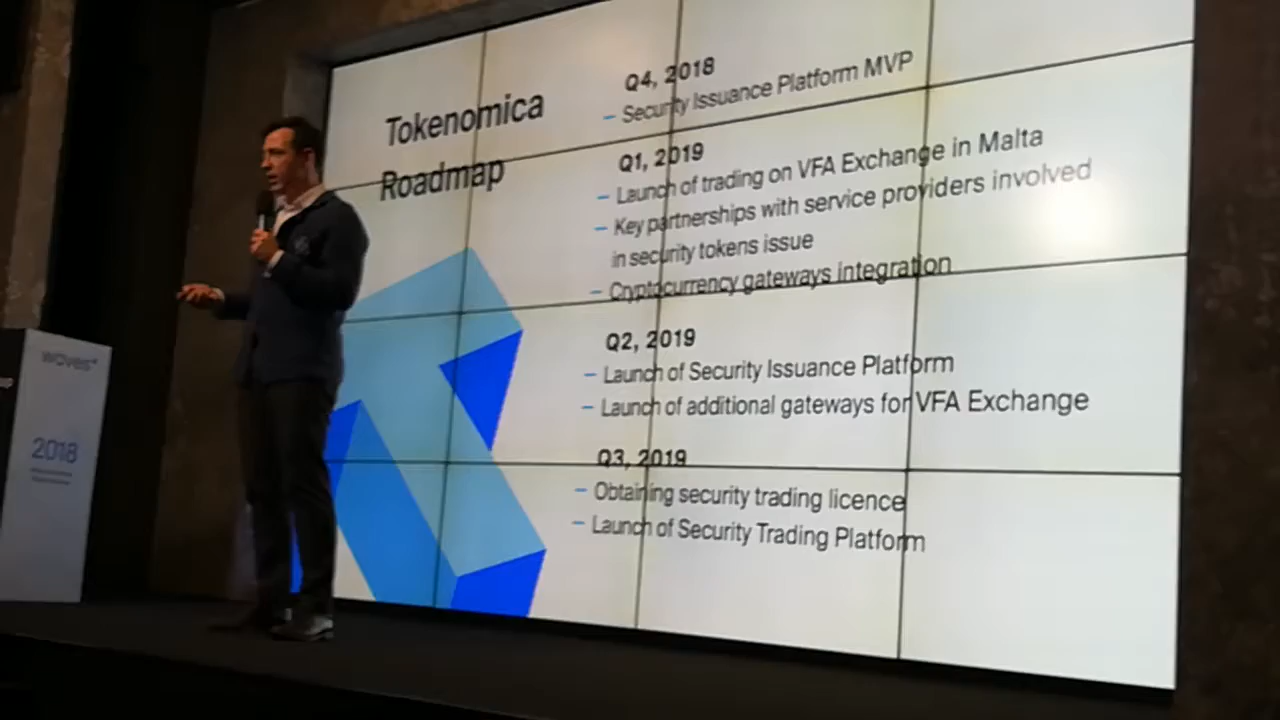 Tokenomica
Roadmap
Q4, 2018
– Security Issuance Platform MVP
Q1, 2019
– Launch of trading on VFA Exchange in Malta
– Key partnerships with service providers involved
in security tokens issue
– Cryptocurrency gateways integration
Q2, 2019
– Launch of Security Issuance Platform
– Launch of additional gateways for VFA Exchange
Q3, 2019
– Obtaining security trading licence
– Launch of Security Trading Platform
waves
2018